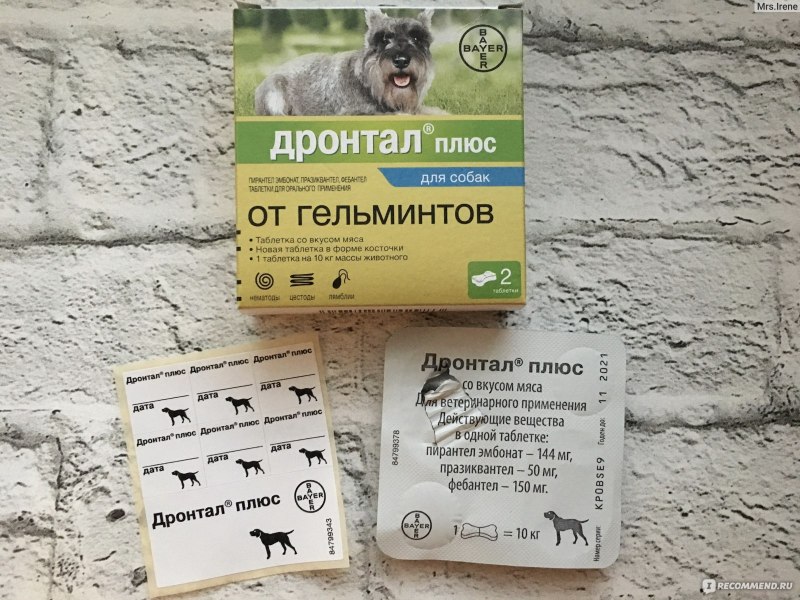 Mrs.Irene
BAYER
BAYER
ДРОНТАЛ® плюс
для собак
ПИРАНТЕЛ ЭМБОНАТ, ПРАЗИКВАНТЕЛ, ФЕБАНТЕЛ
ТАБЛЕТКИ ДЛЯ ОРАЛЬНОГО ПРИМЕНЕНИЯ
ОТ ГЕЛЬМИНТОВ
• Таблетка со вкусом мяса
• Новая таблетка в форме косточки
• 1 таблетка на 10 кг массы животного
нематоды цестоды лямблии
2
таблетки
Дронтал® плюс Дронтал® плюс Дронтал® плюс
дата дата дата
Дронтал® плюс Дронтал® плюс Дронтал® плюс
дата дата дата
Дронтал® плюс
BAYER
BAYER
84799343
Дронтал® плюс
со вкусом мяса
Для ветеринарного применения
Действующие вещества
в одной таблетке:
пирантел эмбонат – 144 мг,
празиквантел – 50 мг,
фебантел – 150 мг.
BAYER
BAYER
1 = 10 кг
84799378
Номер серии: Годен до:
KP0BSE9 11 2021
IRECOMMEND.RU